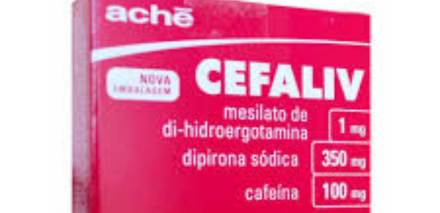 achē
NOVA
EMBALAGEM
CEFALIV
mesilato de
di-hidroergotamina
1 mg
dipirona sódica
350 mg
cafeína
100 mg